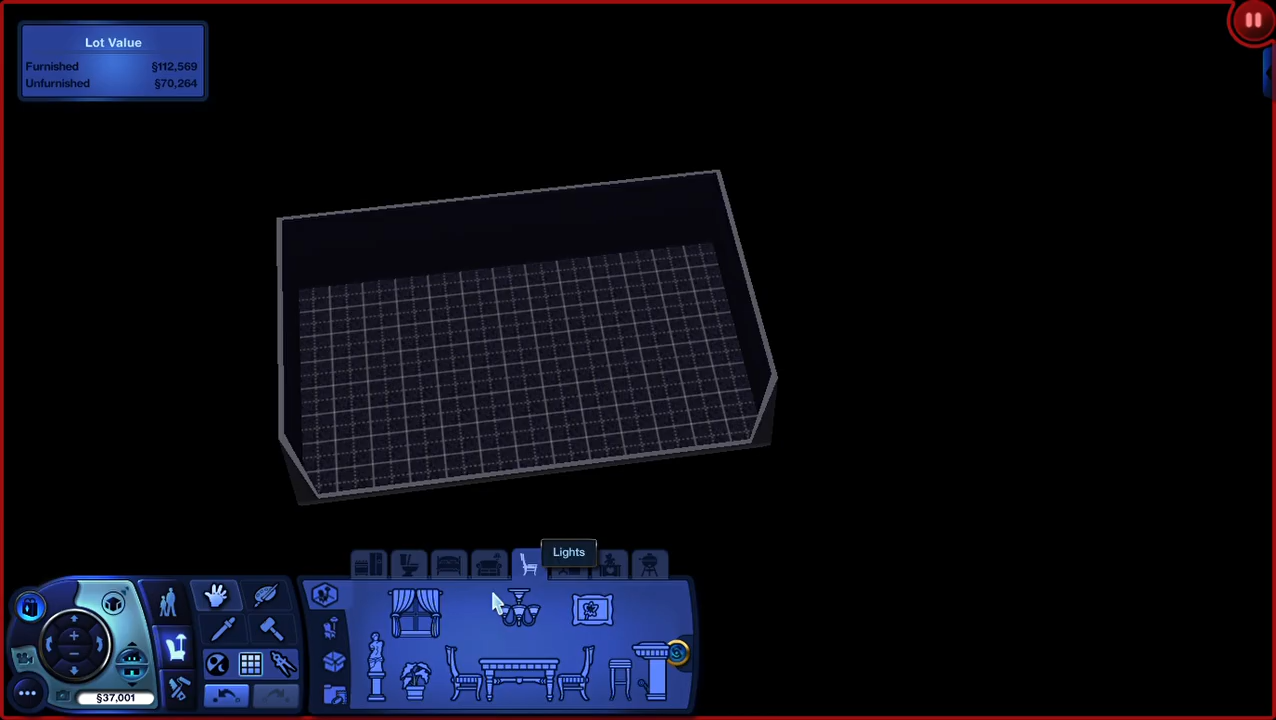 Lot Value
Furnished §112,569
Unfurnished §70,264
Lights
§37,001